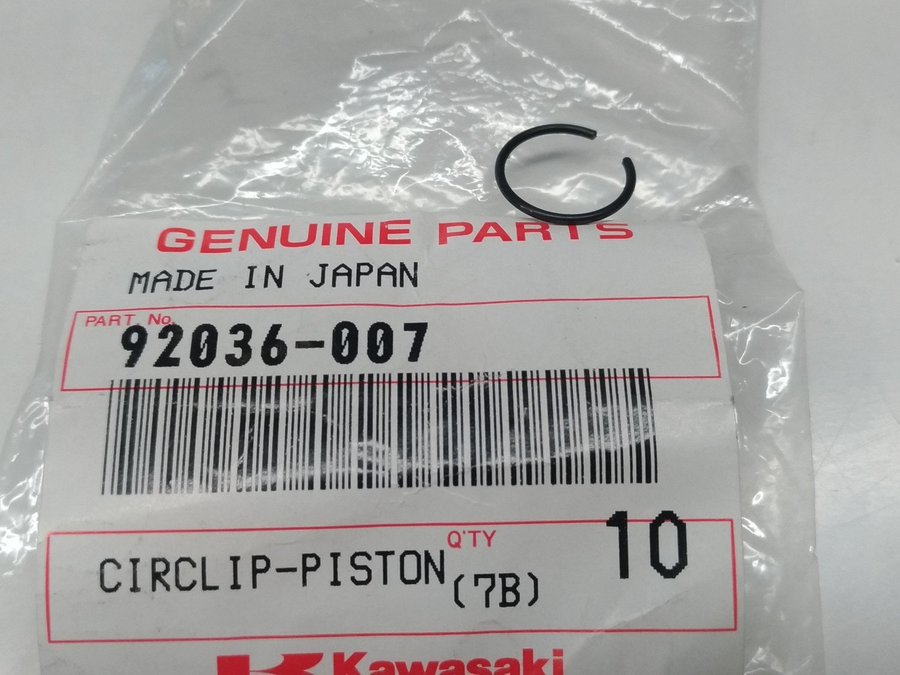 GENUINE PARTS
MADE IN JAPAN
PART No.
92036-007
Q'TY
10
CIRCLIP-PISTON
(7B)
Kawasaki